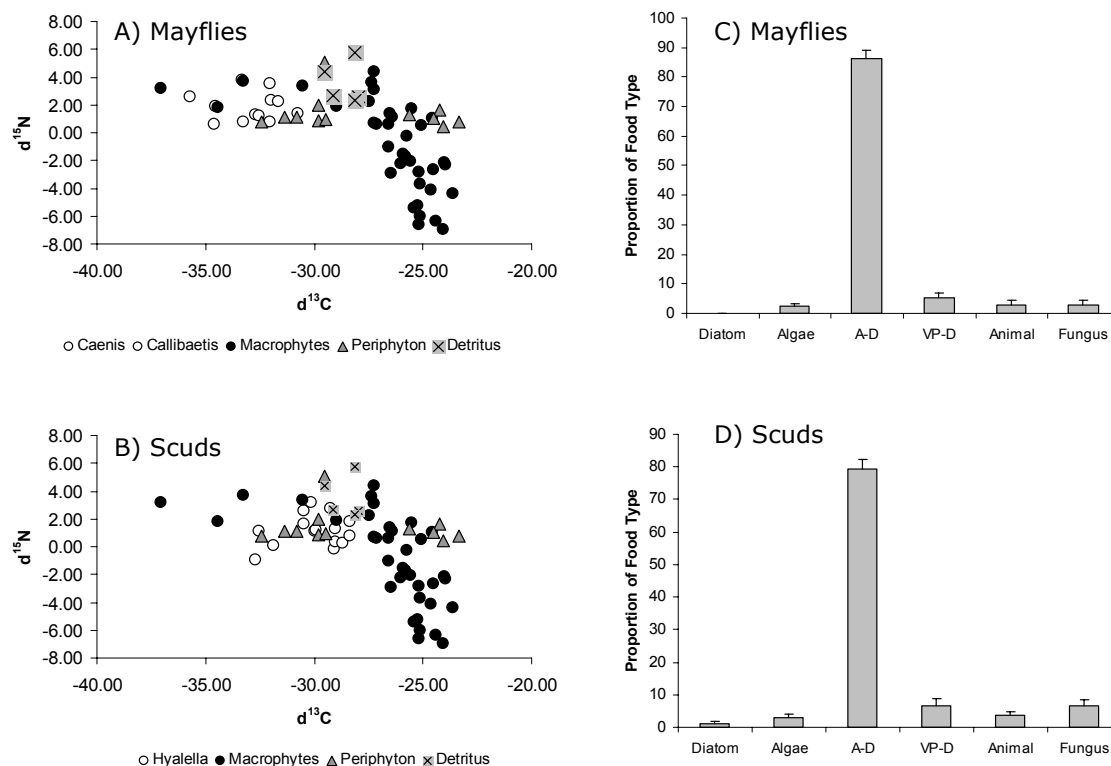 A) Mayflies
8.00
6.00
4.00
2.00
0.00
-2.00
-4.00
-6.00
-8.00
d¹⁵N
-40.00 -35.00 -30.00 -25.00 -20.00
d¹³C
Caenis Callibaetis Macrophytes Periphyton Detritus
C) Mayflies
100
90
80
70
60
50
40
30
20
10
0
Proportion of Food Type
Diatom Algae A-D VP-D Animal Fungus
B) Scuds
8.00
6.00
4.00
2.00
0.00
-2.00
-4.00
-6.00
-8.00
d¹⁵N
-40.00 -35.00 -30.00 -25.00 -20.00
d¹³C
Hyalella Macrophytes Periphyton Detritus
D) Scuds
90
80
70
60
50
40
30
20
10
0
Proportion of Food Type
Diatom Algae A-D VP-D Animal Fungus